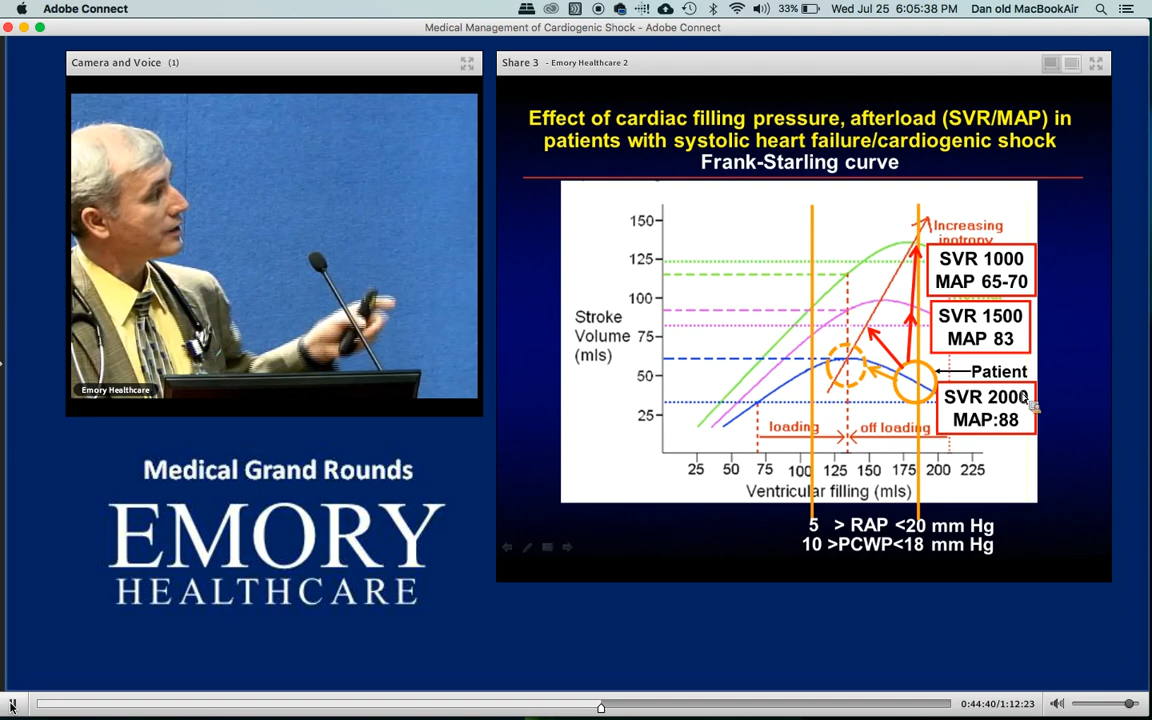 Adobe Connect
33%
Wed Jul 25 6:05:38 PM
Dan old MacBookAir
Medical Management of Cardiogenic Shock - Adobe Connect
Camera and Voice (1)
Share 3 - Emory Healthcare 2
Effect of cardiac filling pressure, afterload (SVR/MAP) in
patients with systolic heart failure/cardiogenic shock
Frank-Starling curve
150
125
100
75
50
25
Stroke
Volume
(mls)
Increasing
inotropy
SVR 1000
MAP 65-70
SVR 1500
MAP 83
Patient
SVR 2000
MAP:88
loading
off loading
25 50 75 100 125 150 175 200 225
Ventricular filling (mls)
5 > RAP <20 mm Hg
10 >PCWP<18 mm Hg
Emory Healthcare
Medical Grand Rounds
EMORY
HEALTHCARE
0:44:40/1:12:23